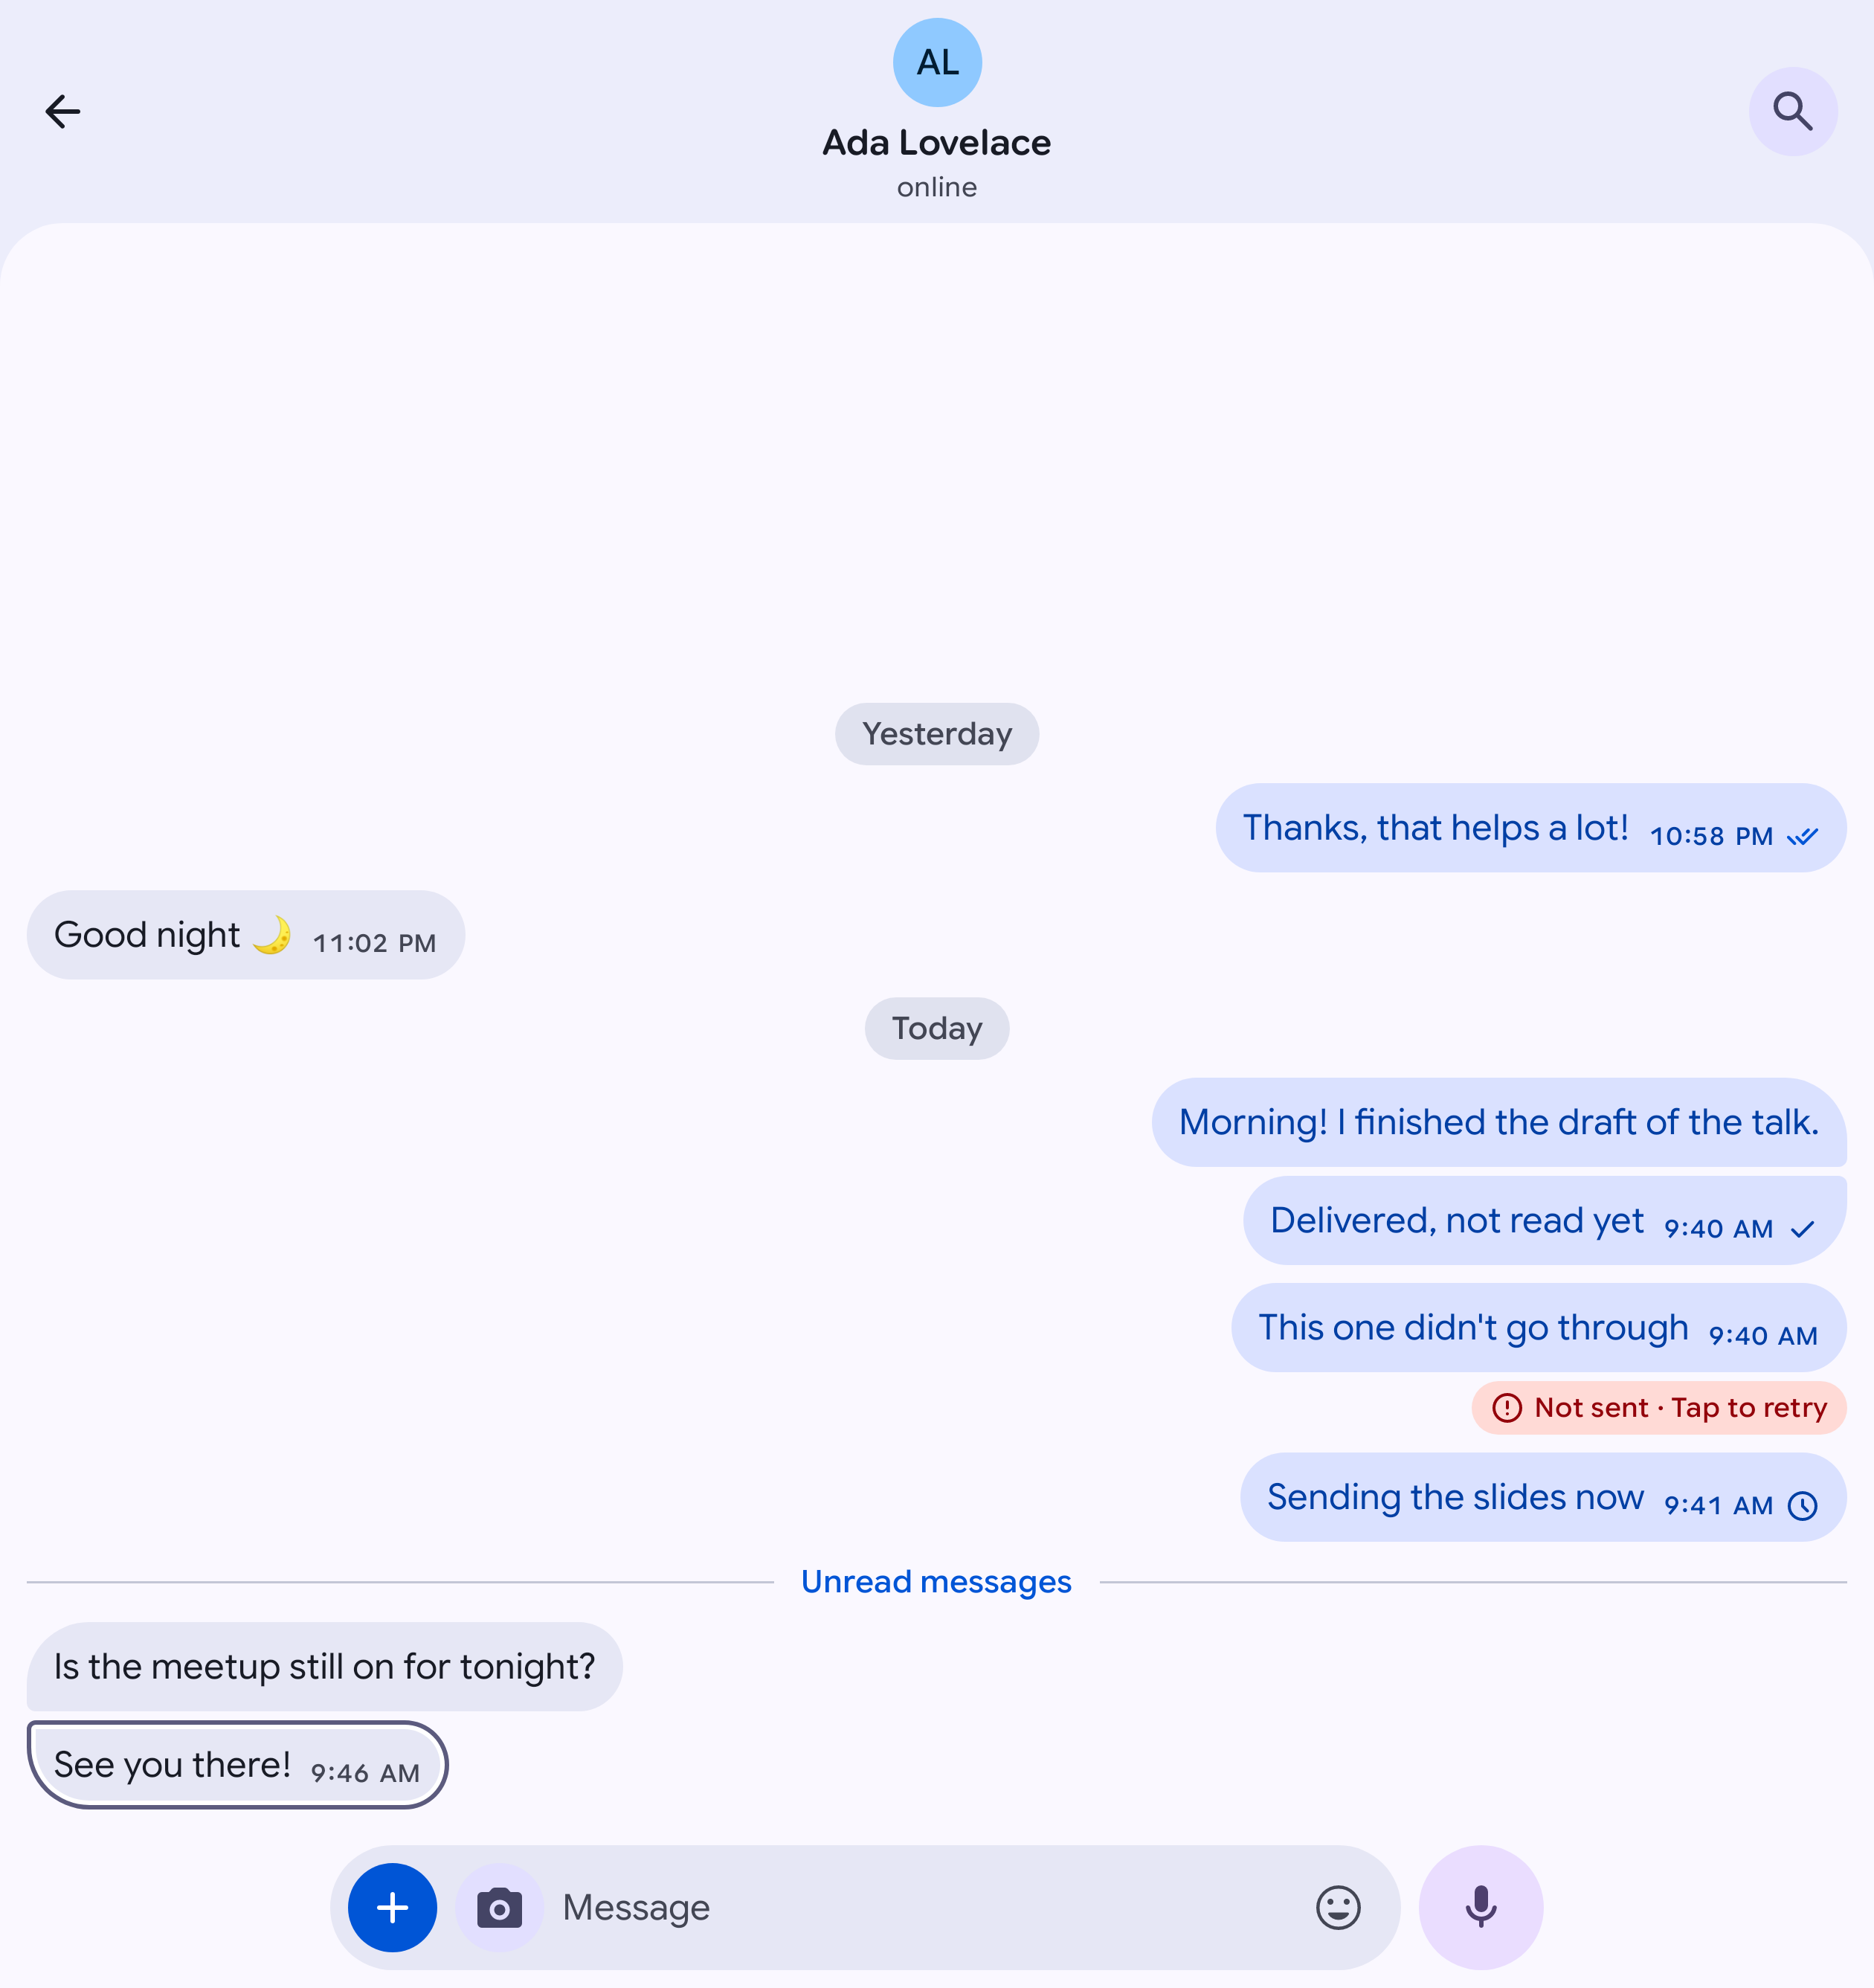 AL
Ada Lovelace
online
Yesterday
Thanks, that helps a lot! 10:58 PM
Good night 🌙 11:02 PM
Today
Morning! I finished the draft of the talk.
Delivered, not read yet 9:40 AM
This one didn't go through 9:40 AM
Not sent · Tap to retry
Sending the slides now 9:41 AM
Unread messages
Is the meetup still on for tonight?
See you there! 9:46 AM
Message